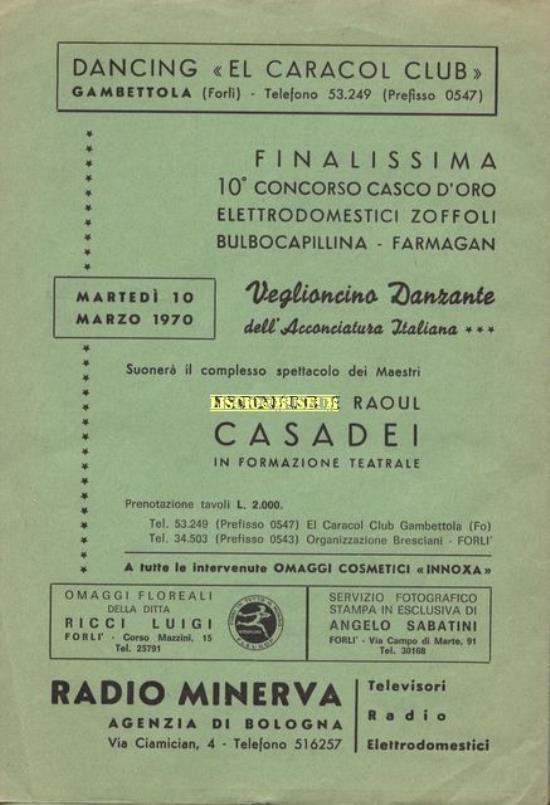 DANCING «EL CARACOL CLUB»
GAMBETTOLA (Forlì) - Telefono 53.249 (Prefisso 0547)
FINALISSIMA
10° CONCORSO CASCO D'ORO
ELETTRODOMESTICI ZOFFOLI
BULBOCAPILLINA - FARMAGAN
MARTEDÌ 10
MARZO 1970
Veglioncino Danzante
dell'Acconciatura Italiana ***
Suonerà il complesso spettacolo dei Maestri
RAOUL
CASADEI
IN FORMAZIONE TEATRALE
Prenotazione tavoli L. 2.000.
Tel. 53.249 (Prefisso 0547) El Caracol Club Gambettola (Fo)
Tel. 34.503 (Prefisso 0543) Organizzazione Bresciani - FORLI'
A tutte le intervenute OMAGGI COSMETICI «INNOXA»
OMAGGI FLOREALI
DELLA DITTA
RICCI LUIGI
FORLI' - Corso Mazzini, 15
Tel. 25791
SERVIZIO FOTOGRAFICO
STAMPA IN ESCLUSIVA DI
ANGELO SABATINI
FORLI' - Via Campo di Marte, 91
Tel. 30168
RADIO MINERVA
AGENZIA DI BOLOGNA
Via Ciamician, 4 - Telefono 516257
Televisori
Radio
Elettrodomestici